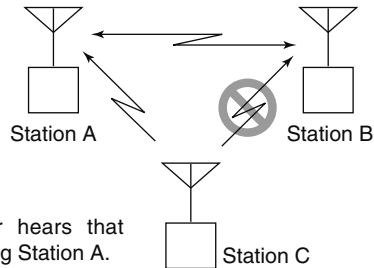 Station A
Station B
r hears that
g Station A.
Station C